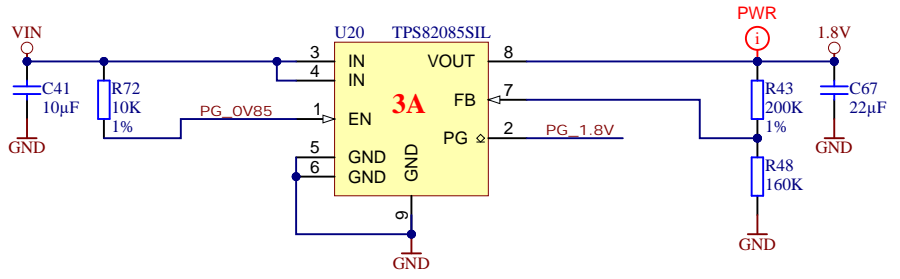 PWR
VIN
U20 TPS82085SIL
1.8V
3 IN VOUT 8
4 IN
C41
10µF
R72
10K
1%
R43
200K
1%
C67
22µF
FB 7
3A
PG_0V85 1 EN
PG 2 PG_1.8V
GND
GND
5 GND
6 GND
GND
R48
160K
9
GND
GND
i